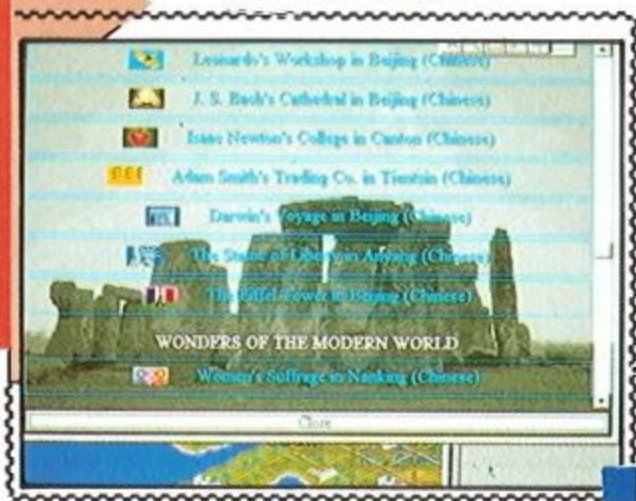 Leonardo's Workshop in Beijing (Chinese)
J. S. Bach's Cathedral in Beijing (Chinese)
Isaac Newton's College in Canton (Chinese)
Adam Smith's Trading Co. in Tientsin (Chinese)
Darwin's Voyage in Beijing (Chinese)
The Statue of Liberty in Anyang (Chinese)
The Eiffel Tower in Beijing (Chinese)
WONDERS OF THE MODERN WORLD
Women's Suffrage in Nanking (Chinese)
Close